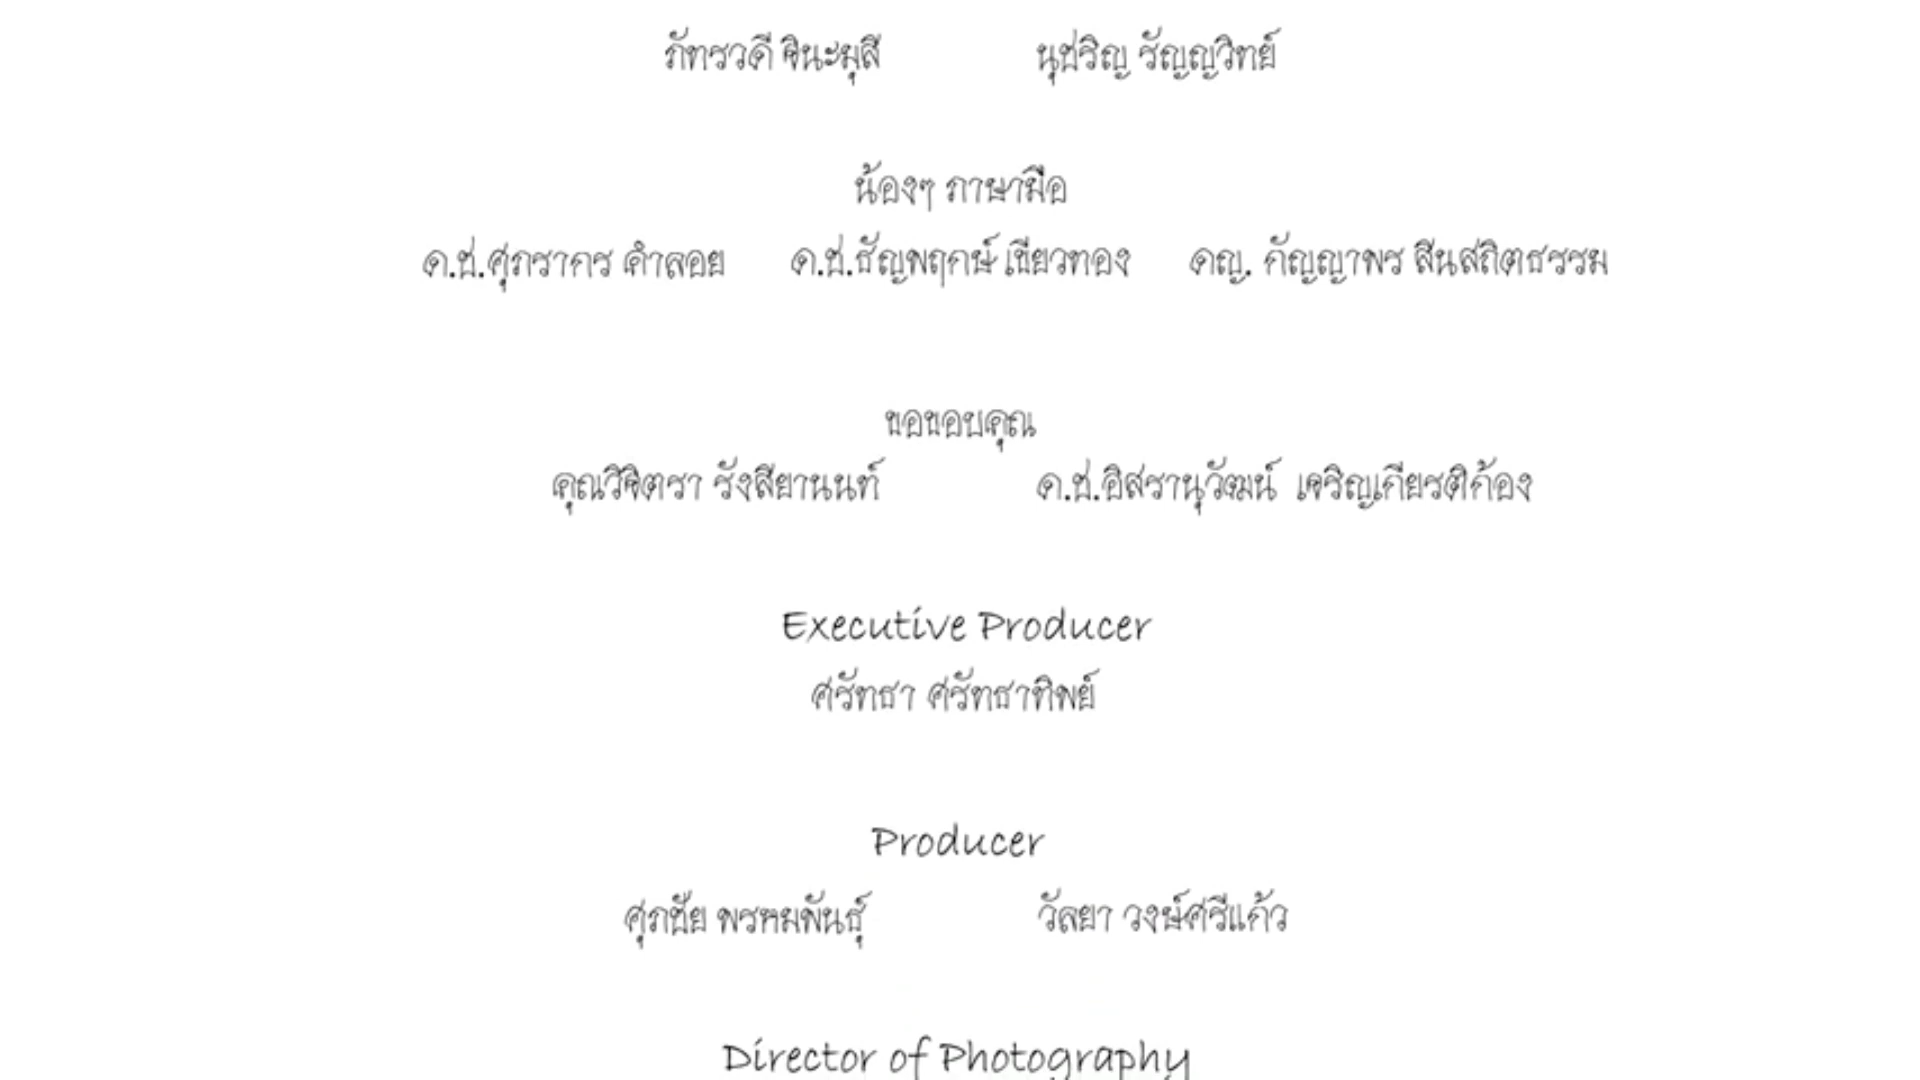 ภัทรวดี จินะมุสี นุชริญ รัญญวิทย์
น้องๆ ภาษามือ
ด.ช.ศุภรากร คำลอย ด.ช.ธัญพฤกษ์ เขียวทอง ดญ. กัญญาพร สินสถิตธรรม
ขอขอบคุณ
คุณวิจิตรา รังสียานนท์ ด.ช.อิสรานุวัฒน์ เจริญเกียรติก้อง
Executive Producer
ศรัทธา ศรัทธาทิพย์
Producer
ศุภชัย พรหมพันธุ์ วัลยา วงษ์ศรีแก้ว
Director of Photography